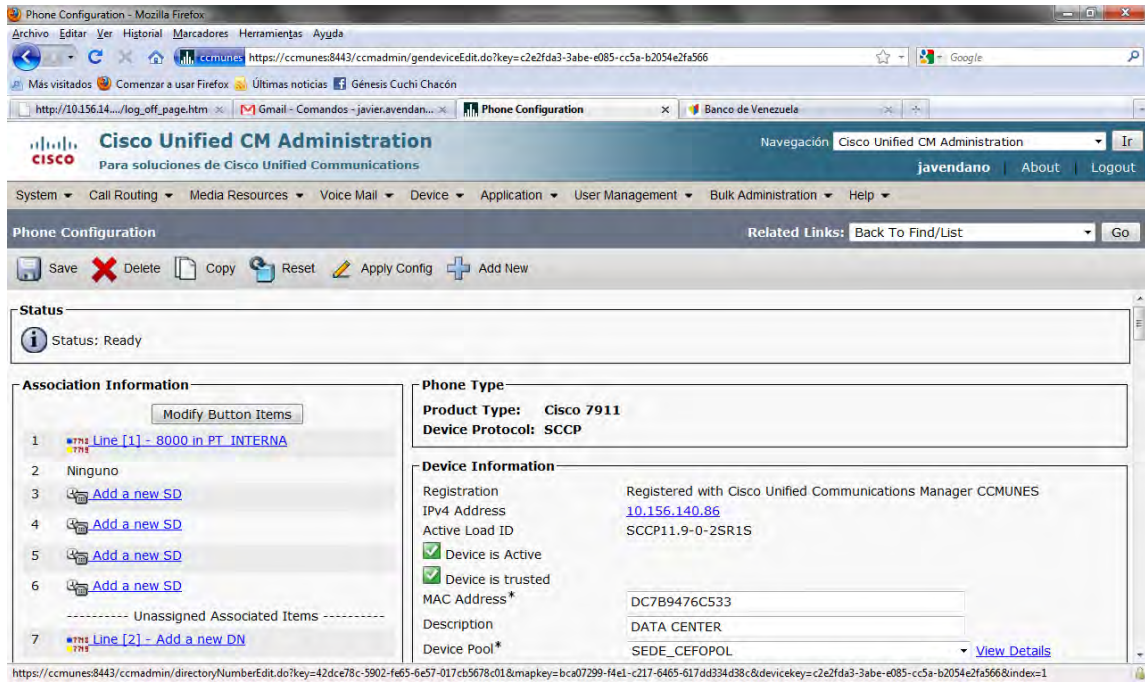 Phone Configuration - Mozilla Firefox
Archivo Editar Ver Historial Marcadores Herramientas Ayuda
ccmunes https://ccmunes:8443/ccmadmin/gendeviceEdit.do?key=c2e2fda3-3abe-e085-cc5a-b2054e2fa566 Google
Más visitados Comenzar a usar Firefox Últimas noticias Génesis Cuchi Chacón
http://10.156.14..../log_off_page.htm Gmail - Comandos - javier.avendan... Phone Configuration Banco de Venezuela
CISCO
Cisco Unified CM Administration
Para soluciones de Cisco Unified Communications
Navegación Cisco Unified CM Administration Ir
javendano About Logout
System Call Routing Media Resources Voice Mail Device Application User Management Bulk Administration Help
Phone Configuration Related Links: Back To Find/List Go
Save Delete Copy Reset Apply Config Add New
Status
Status: Ready
Association Information
Modify Button Items
1 Line [1] - 8000 in PT_INTERNA
2 Ninguno
3 Add a new SD
4 Add a new SD
5 Add a new SD
6 Add a new SD
---------- Unassigned Associated Items ----------
7 Line [2] - Add a new DN
Phone Type
Product Type: Cisco 7911
Device Protocol: SCCP
Device Information
Registration Registered with Cisco Unified Communications Manager CCMUNES
IPv4 Address 10.156.140.86
Active Load ID SCCP11.9-0-2SR1S
Device is Active
Device is trusted
MAC Address* DC7B9476C533
Description DATA CENTER
Device Pool* SEDE_CEFOPOL View Details
https://ccmunes:8443/ccmadmin/directoryNumberEdit.do?key=42dce78c-5902-fe65-6e57-017cb5678c01&mapkey=bca07299-f4e1-c217-6465-617dd334d38c&devicekey=c2e2fda3-3abe-e085-cc5a-b2054e2fa566&index=1